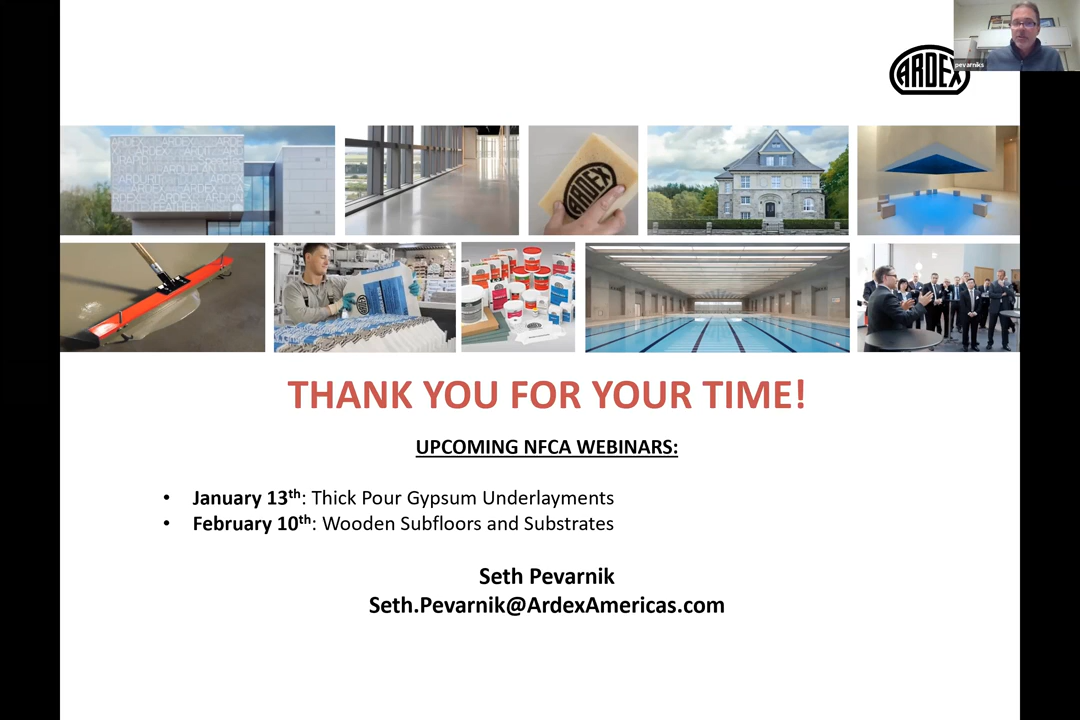 pevarniks
ARDEX
ARDEX
THANK YOU FOR YOUR TIME!
UPCOMING NFCA WEBINARS:
• January 13th: Thick Pour Gypsum Underlayments
• February 10th: Wooden Subfloors and Substrates
Seth Pevarnik
Seth.Pevarnik@ArdexAmericas.com